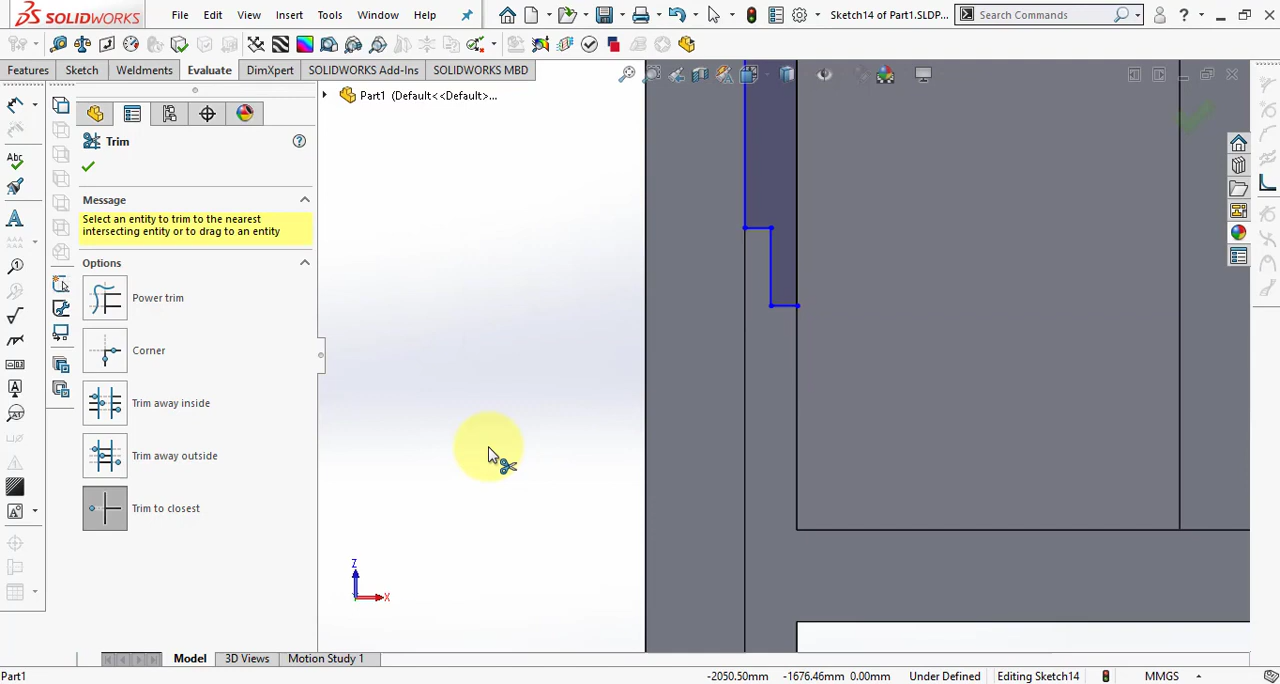 SOLIDWORKS File Edit View Insert Tools Window Help Sketch14 of Part1.SLDP... Search Commands ?
Features Sketch Weldments Evaluate DimXpert SOLIDWORKS Add-Ins SOLIDWORKS MBD
Part1 (Default<<Default>...
Trim
Message
Select an entity to trim to the nearest
intersecting entity or to drag to an entity
Options
Power trim
Corner
Trim away inside
Trim away outside
Trim to closest
Abc
A
Z
X
Model 3D Views Motion Study 1
Part1 -2050.50mm -1676.46mm 0.00mm Under Defined Editing Sketch14 MMGS